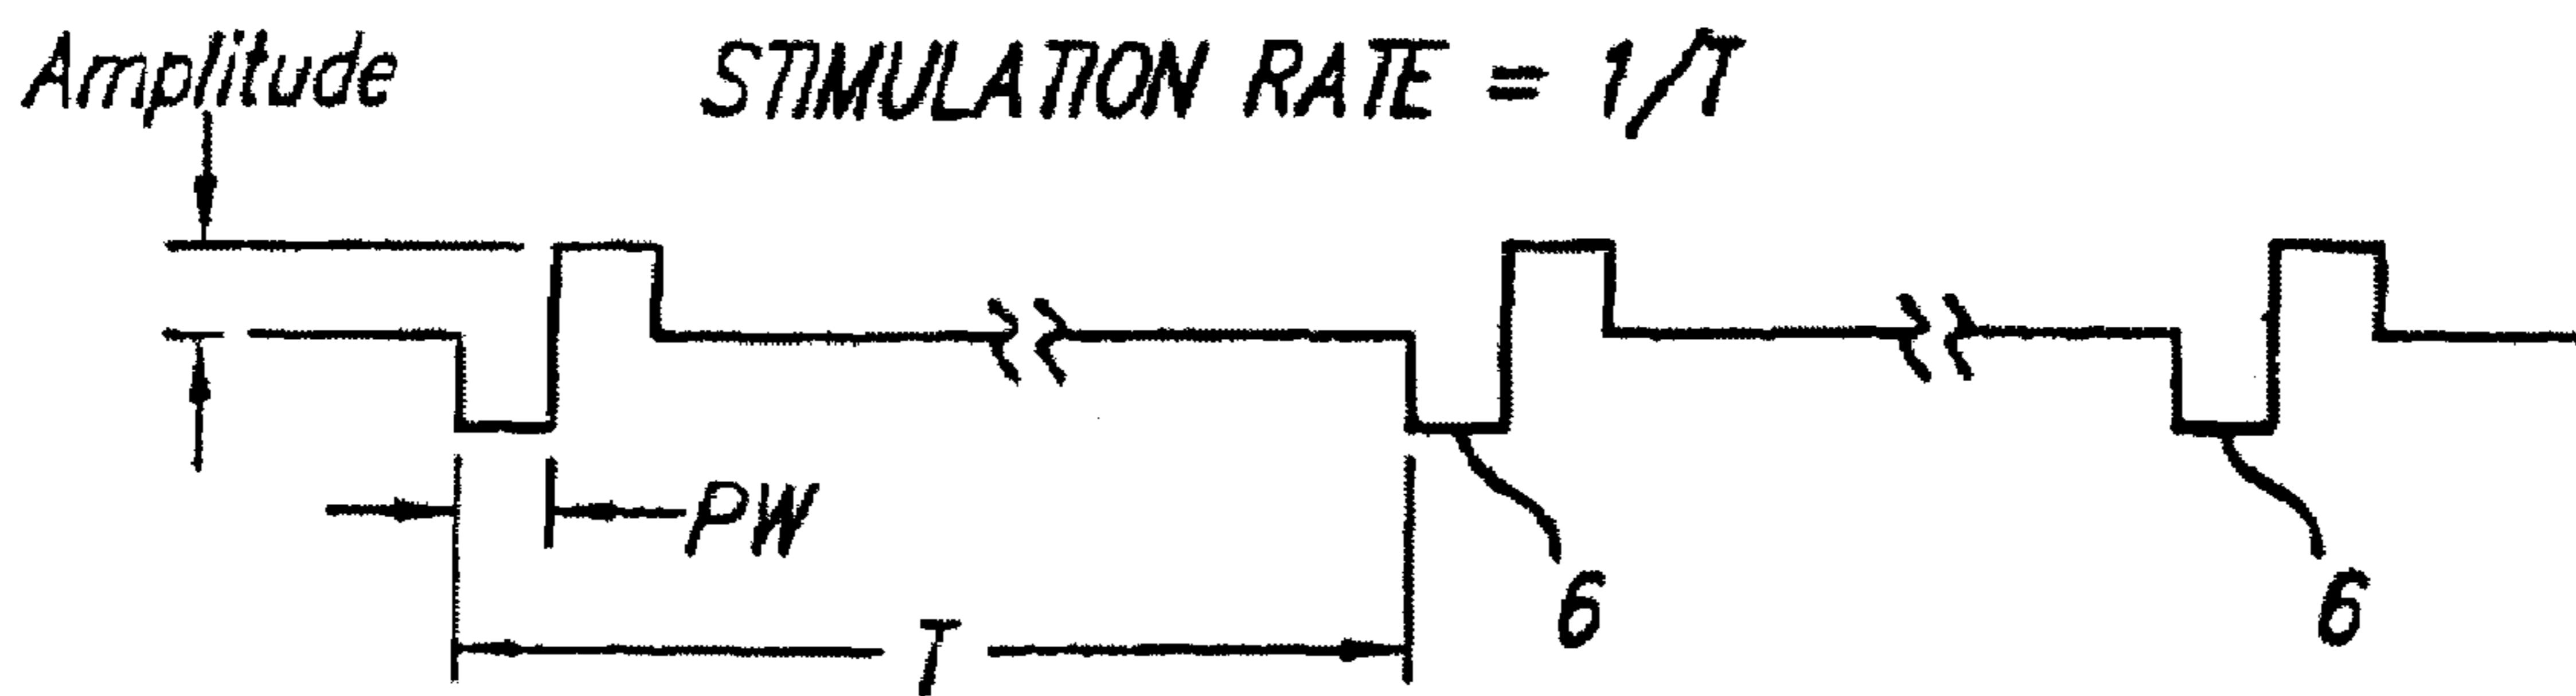 Amplitude
STIMULATION RATE = 1/T
PW
T
6
6